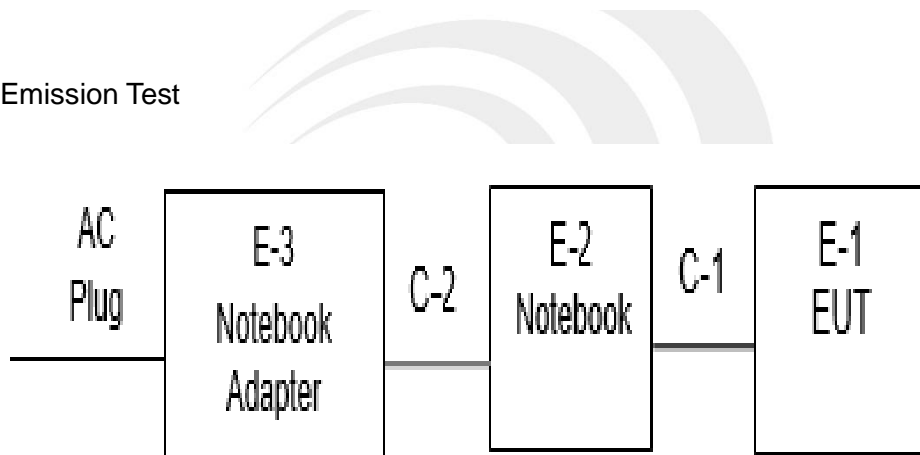 Emission Test
AC
Plug
E-3
Notebook
Adapter
C-2
E-2
Notebook
C-1
E-1
EUT